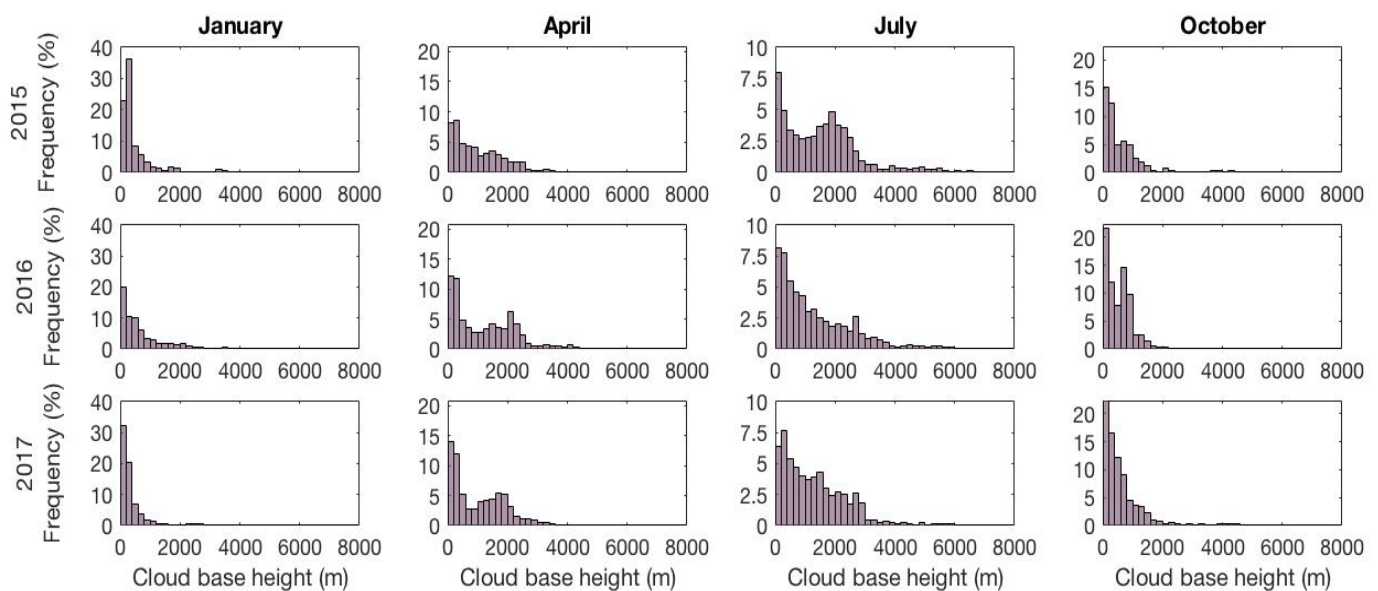 January April July October
2015
Frequency (%)
40 30 20 10 0
0 2000 4000 6000 8000
20 15 10 5 0
0 2000 4000 6000 8000
10 7.5 5 2.5 0
0 2000 4000 6000 8000
20 15 10 5 0
0 2000 4000 6000 8000
2016
Frequency (%)
40 30 20 10 0
0 2000 4000 6000 8000
20 15 10 5 0
0 2000 4000 6000 8000
10 7.5 5 2.5 0
0 2000 4000 6000 8000
20 15 10 5 0
0 2000 4000 6000 8000
2017
Frequency (%)
40 30 20 10 0
0 2000 4000 6000 8000
Cloud base height (m)
20 15 10 5 0
0 2000 4000 6000 8000
Cloud base height (m)
10 7.5 5 2.5 0
0 2000 4000 6000 8000
Cloud base height (m)
20 15 10 5 0
0 2000 4000 6000 8000
Cloud base height (m)